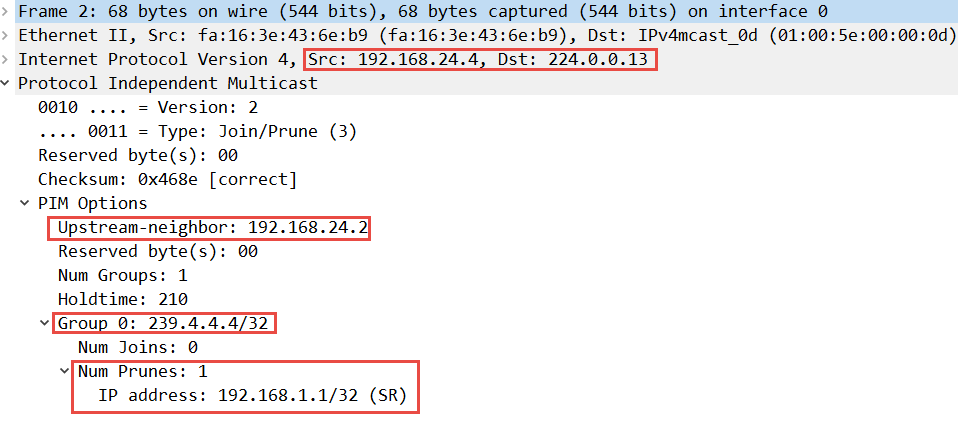 Frame 2: 68 bytes on wire (544 bits), 68 bytes captured (544 bits) on interface 0
Ethernet II, Src: fa:16:3e:43:6e:b9 (fa:16:3e:43:6e:b9), Dst: IPv4mcast_0d (01:00:5e:00:00:0d)
Internet Protocol Version 4, Src: 192.168.24.4, Dst: 224.0.0.13
Protocol Independent Multicast
0010 .... = Version: 2
.... 0011 = Type: Join/Prune (3)
Reserved byte(s): 00
Checksum: 0x468e [correct]
PIM Options
Upstream-neighbor: 192.168.24.2
Reserved byte(s): 00
Num Groups: 1
Holdtime: 210
Group 0: 239.4.4.4/32
Num Joins: 0
Num Prunes: 1
IP address: 192.168.1.1/32 (SR)